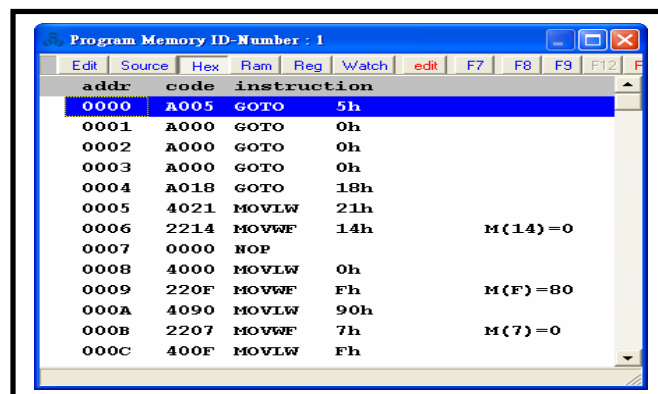 Program Memory ID-Number : 1
Edit Source Hex Ram Reg Watch edit F7 F8 F9 F12 F
addr code instruction
0000 A005 GOTO 5h
0001 A000 GOTO 0h
0002 A000 GOTO 0h
0003 A000 GOTO 0h
0004 A018 GOTO 18h
0005 4021 MOVLW 21h
0006 2214 MOVWF 14h M(14)=0
0007 0000 NOP
0008 4000 MOVLW 0h
0009 220F MOVWF Fh M(F)=80
000A 4090 MOVLW 90h
000B 2207 MOVWF 7h M(7)=0
000C 400F MOVLW Fh